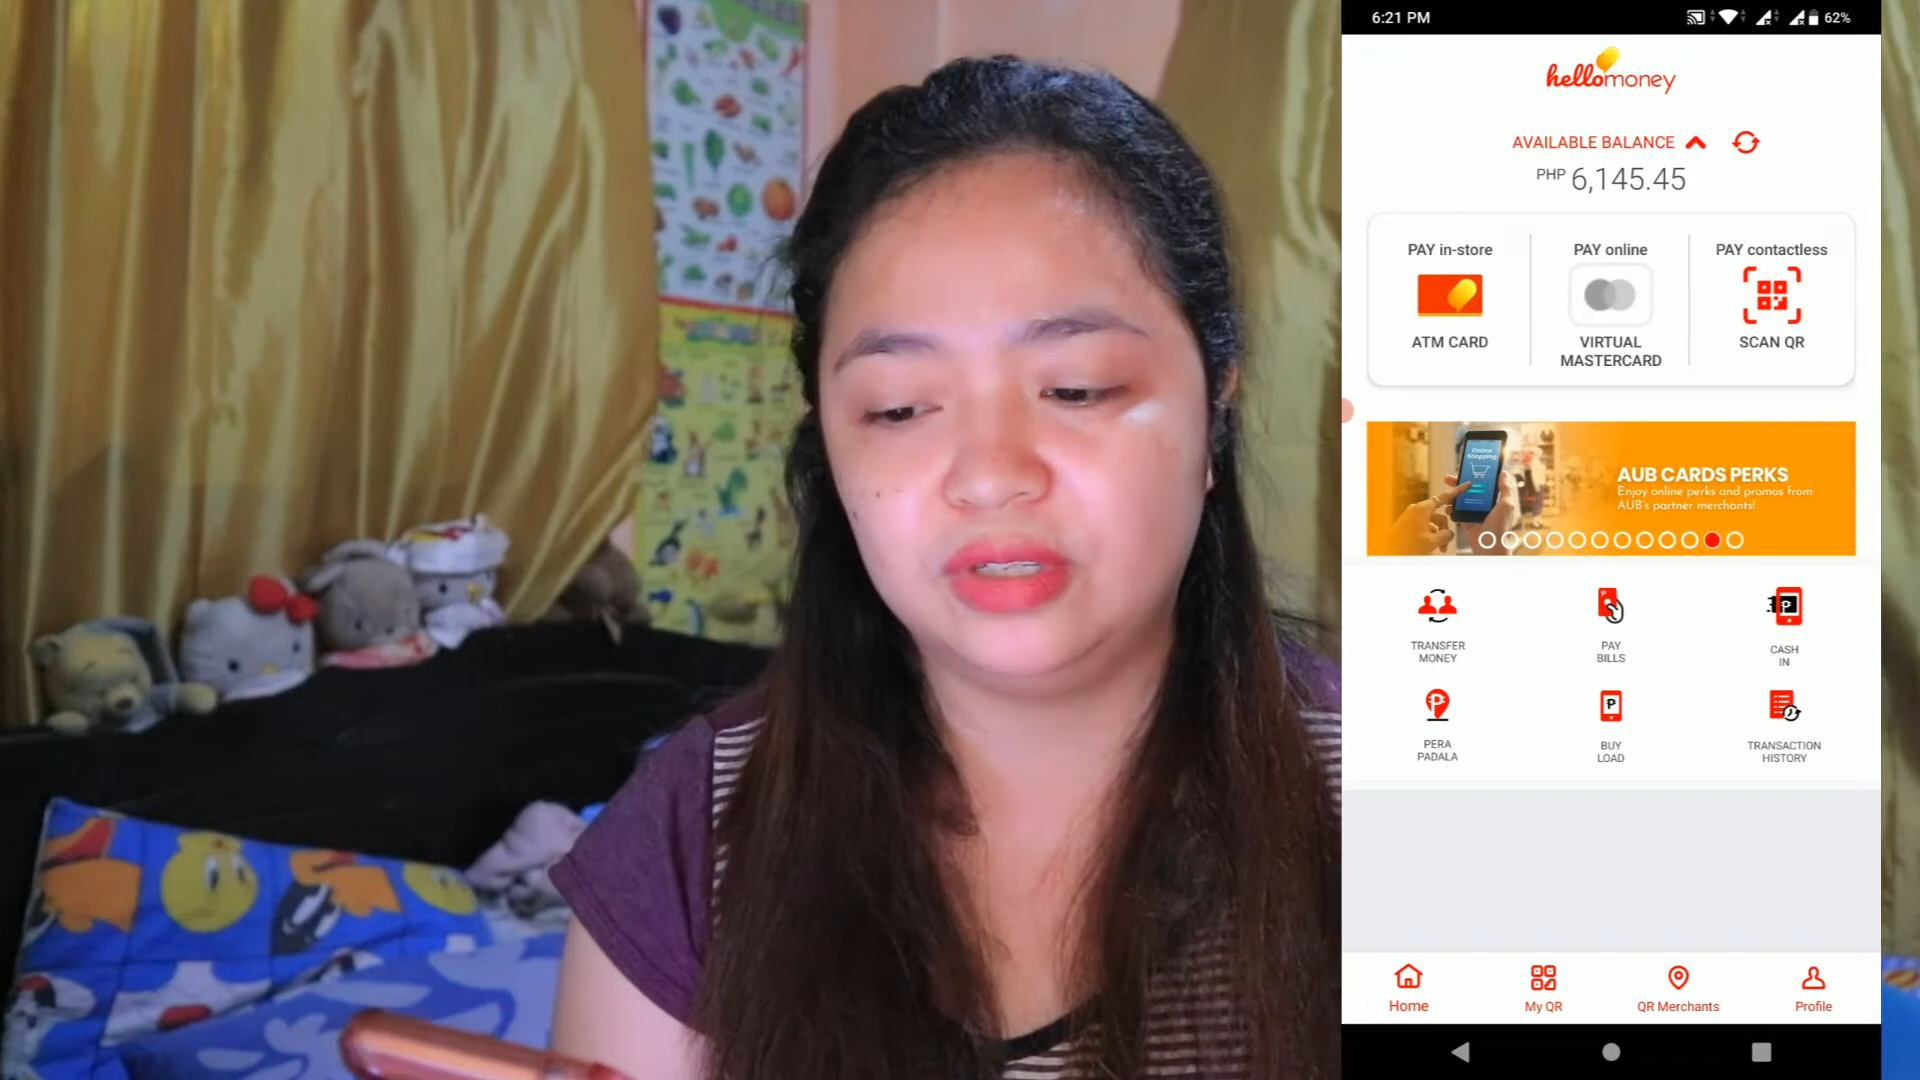 6:21 PM
62%
hellomoney
AVAILABLE BALANCE
PHP 6,145.45
PAY in-store
PAY online
PAY contactless
ATM CARD
VIRTUAL
MASTERCARD
SCAN QR
Online
Shopping
AUB CARDS PERKS
Enjoy online perks and promos from
AUB's partner merchants!
TRANSFER
MONEY
PAY
BILLS
CASH
IN
PERA
PADALA
BUY
LOAD
TRANSACTION
HISTORY
Home
My QR
QR Merchants
Profile